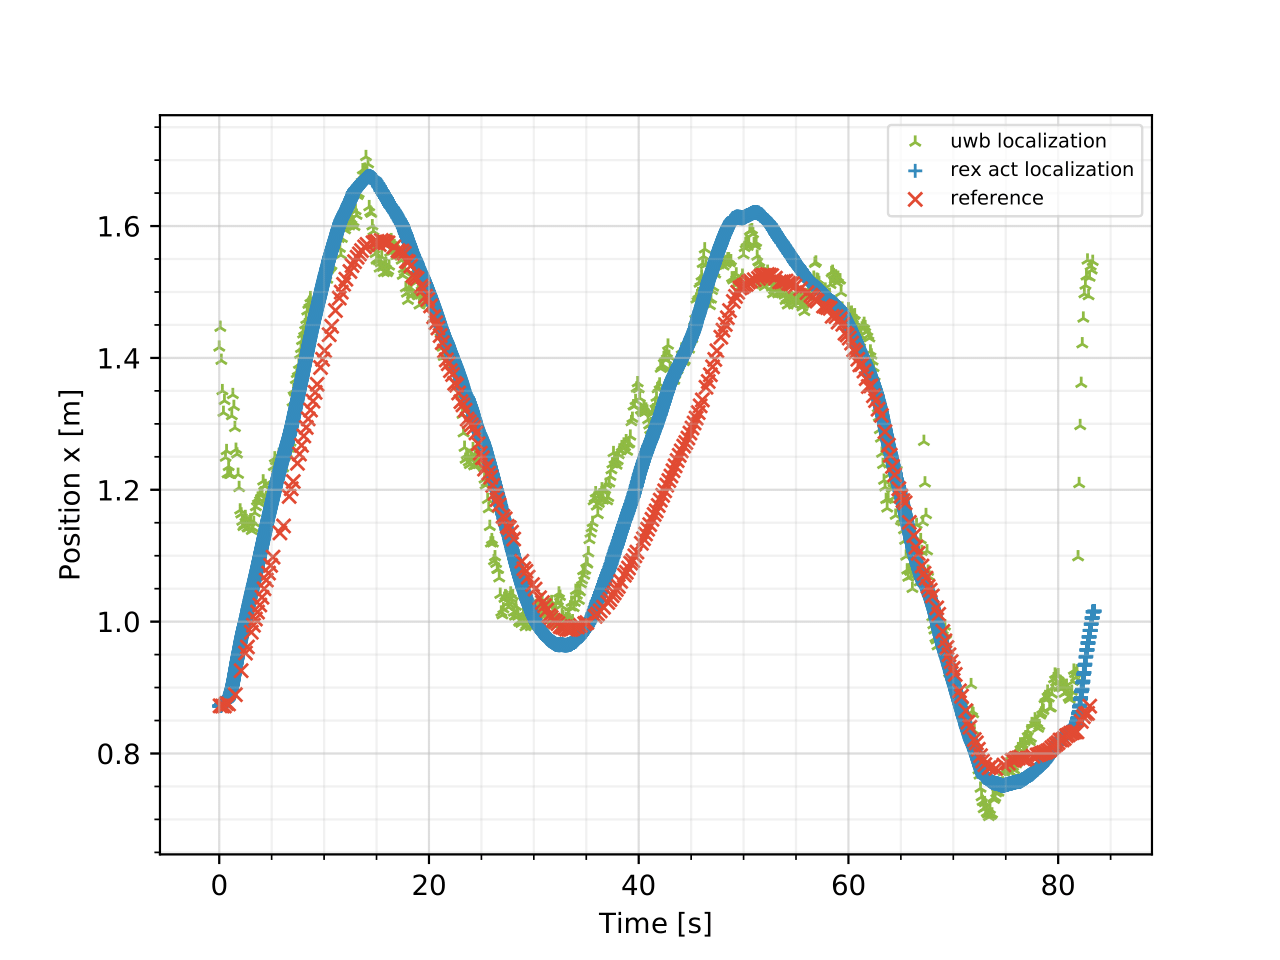 uwb localization
rex act localization
reference
1.6
1.4
1.2
1.0
0.8
Position x [m]
0 20 40 60 80
Time [s]